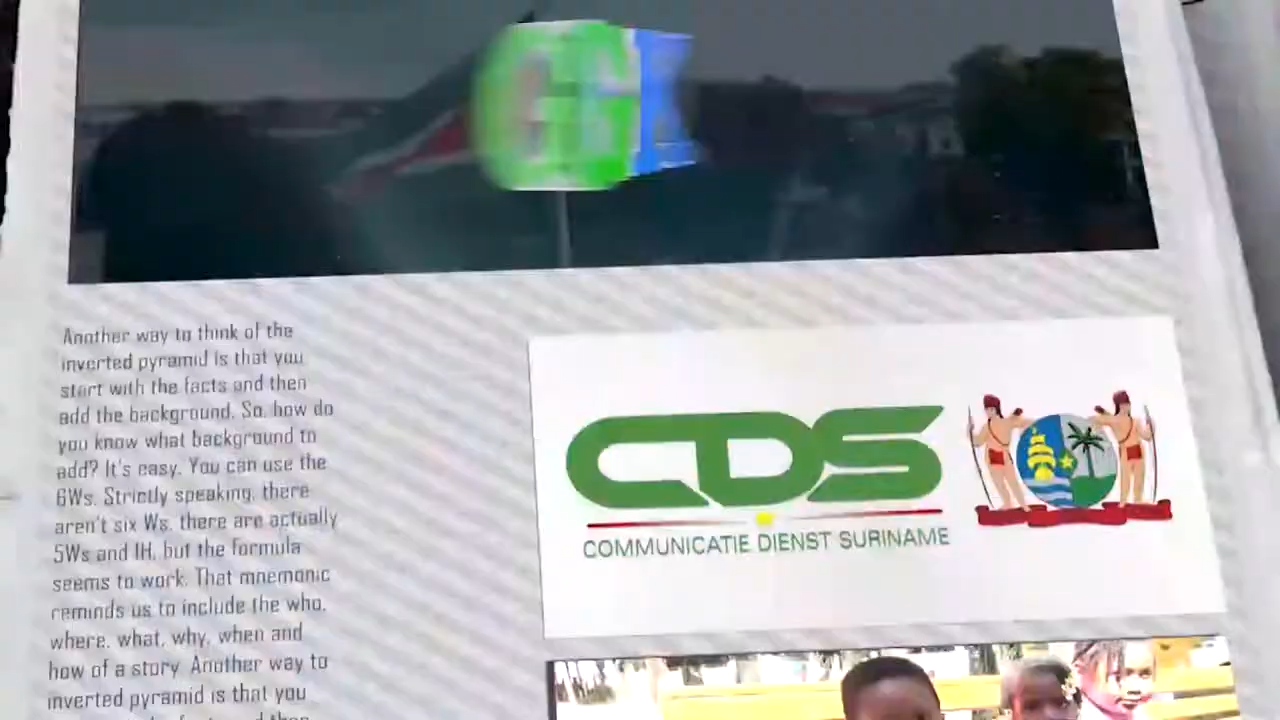 Another way to think of the
inverted pyramid is that you
start with the facts and then
add the background. So, how do
you know what background to
add? It's easy. You can use the
6Ws. Strictly speaking, there
aren't six Ws, there are actually
5Ws and 1H, but the formula
seems to work. That mnemonic
reminds us to include the who,
where, what, why, when and
how of a story. Another way to
inverted pyramid is that you
CDS
COMMUNICATIE DIENST SURINAME